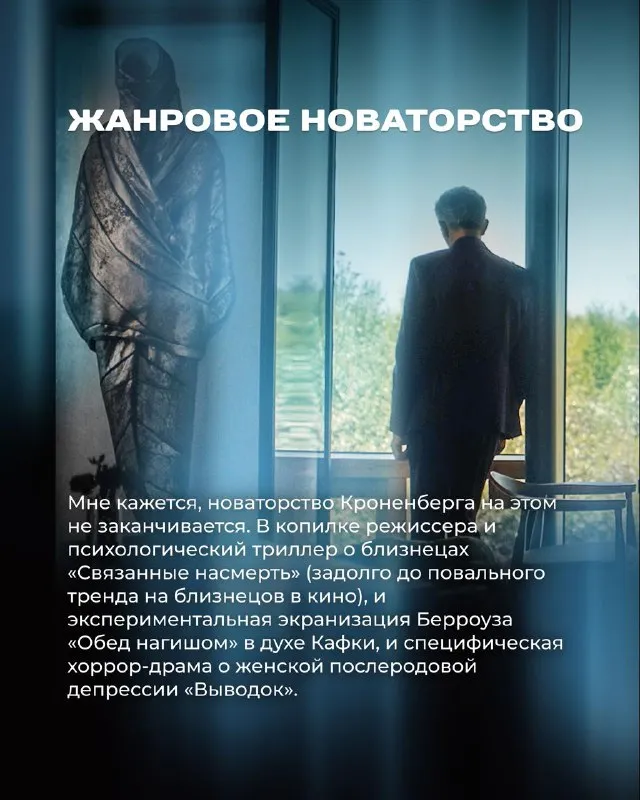 ЖАНРОВОЕ НОВАТОРСТВО
Мне кажется, новаторство Кроненберга на этом
не заканчивается. В копилке режиссера и
психологический триллер о близнецах
«Связанные насмерть» (задолго до повального
тренда на близнецов в кино), и
экспериментальная экранизация Берроуза
«Обед нагишом» в духе Кафки, и специфическая
хоррор-драма о женской послеродовой
депрессии «Выводок».